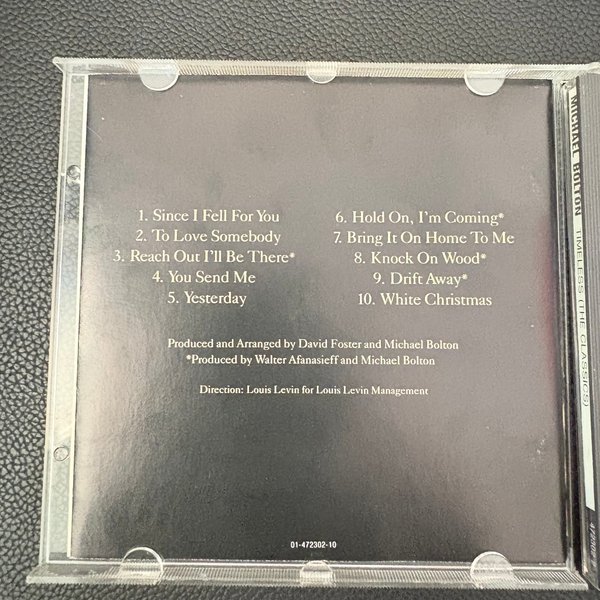 1. Since I Fell For You
2. To Love Somebody
3. Reach Out I'll Be There*
4. You Send Me
5. Yesterday
6. Hold On, I'm Coming*
7. Bring It On Home To Me
8. Knock On Wood*
9. Drift Away*
10. White Christmas
Produced and Arranged by David Foster and Michael Bolton
*Produced by Walter Afanasieff and Michael Bolton
Direction: Louis Levin for Louis Levin Management
01-472302-10
MICHAEL BOLTON TIMELESS (THE CLASSICS)